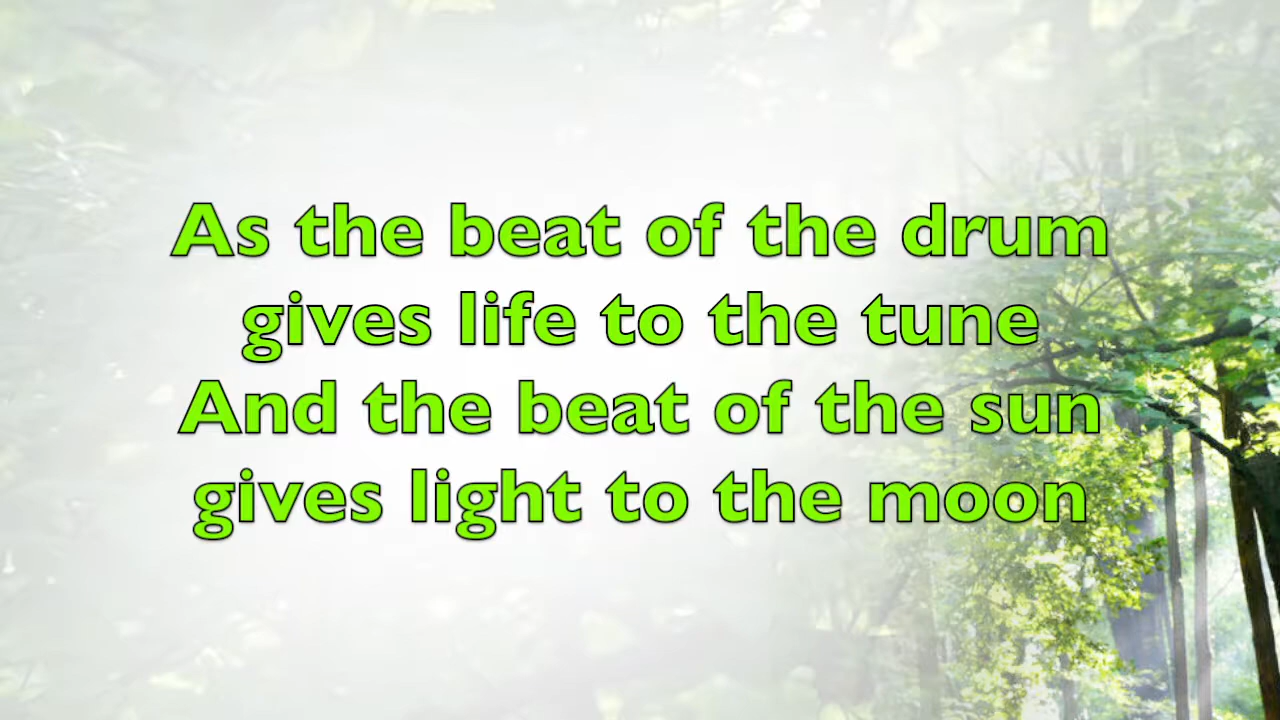 As the beat of the drum
gives life to the tune
And the beat of the sun
gives light to the moon